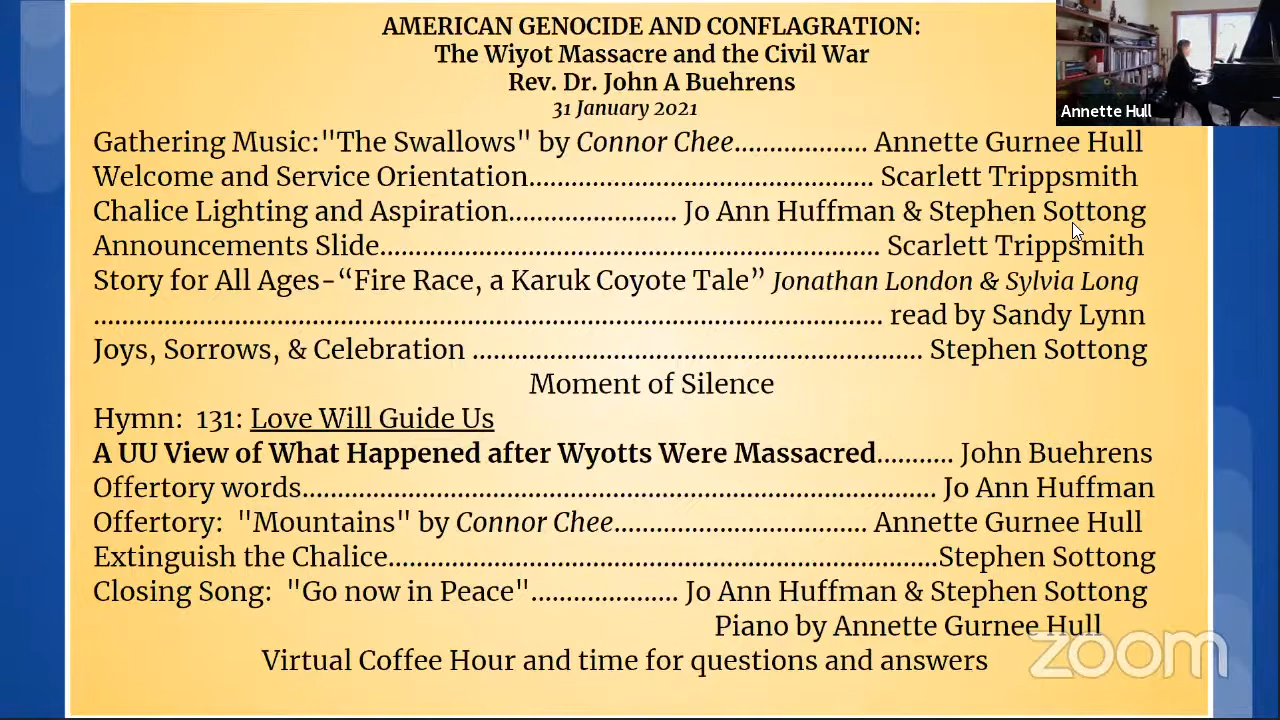 AMERICAN GENOCIDE AND CONFLAGRATION:
The Wiyot Massacre and the Civil War
Rev. Dr. John A Buehrens
31 January 2021
Annette Hull
Gathering Music:"The Swallows" by Connor Chee.................. Annette Gurnee Hull
Welcome and Service Orientation................................................. Scarlett Trippsmith
Chalice Lighting and Aspiration........................ Jo Ann Huffman & Stephen Sottong
Announcements Slide....................................................................... Scarlett Trippsmith
Story for All Ages-“Fire Race, a Karuk Coyote Tale” Jonathan London & Sylvia Long
................................................................................................................ read by Sandy Lynn
Joys, Sorrows, & Celebration ................................................................ Stephen Sottong
Moment of Silence
Hymn: 131: Love Will Guide Us
A UU View of What Happened after Wyotts Were Massacred........... John Buehrens
Offertory words.......................................................................................... Jo Ann Huffman
Offertory: "Mountains" by Connor Chee.................................... Annette Gurnee Hull
Extinguish the Chalice..............................................................................Stephen Sottong
Closing Song: "Go now in Peace"..................... Jo Ann Huffman & Stephen Sottong
Piano by Annette Gurnee Hull
Virtual Coffee Hour and time for questions and answers
zoom